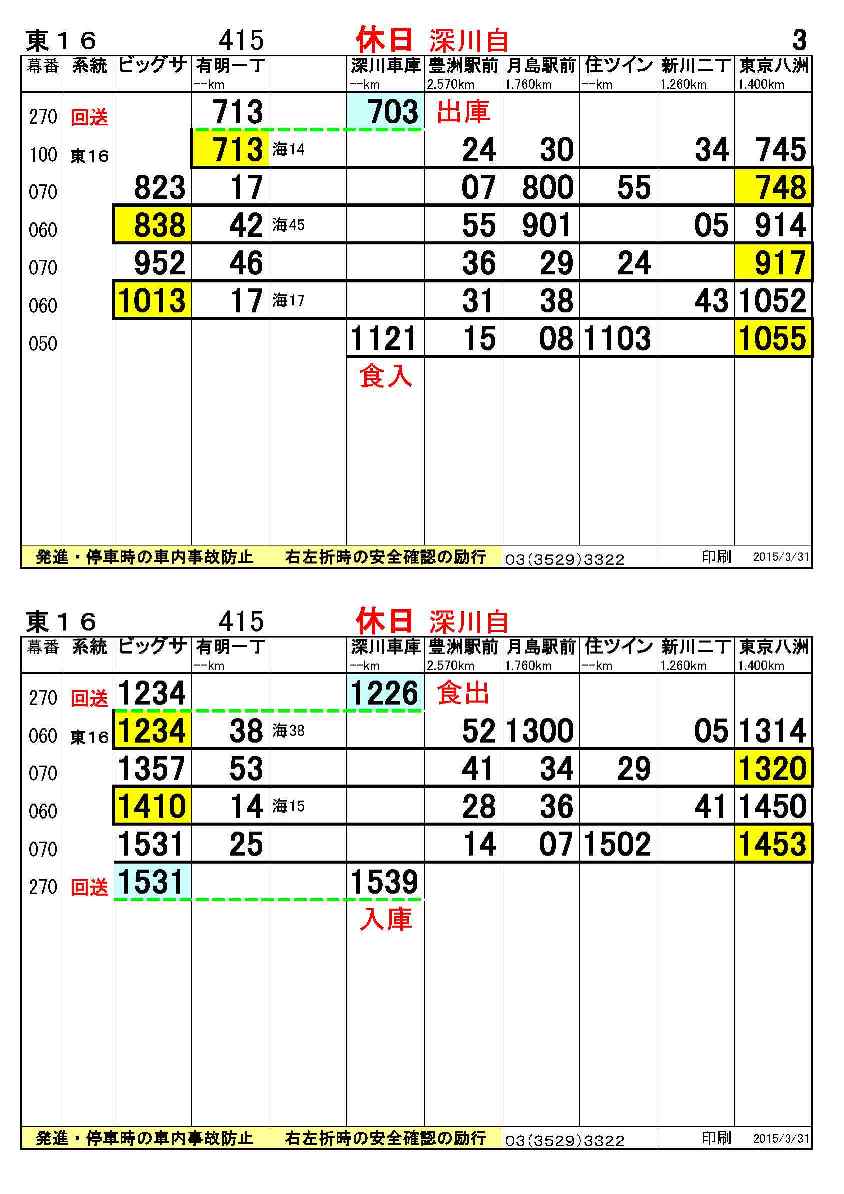 東１６ 415 休日 深川自 3
幕番 系統 ビッグサ 有明一丁 深川車庫 豊洲駅前 月島駅前 住ツイン 新川二丁 東京八洲
--km --km 2.570km 1.760km --km 1.260km 1.400km
270 回送 713 703 出庫
100 東16 713 海14 24 30 34 745
070 823 17 07 800 55 748
060 838 42 海45 55 901 05 914
070 952 46 36 29 24 917
060 1013 17 海17 31 38 43 1052
050 1121 15 08 1103 1055
食入
発進・停車時の車内事故防止 右左折時の安全確認の励行 03(3529)3322 印刷 2015/3/31
東１６ 415 休日 深川自
幕番 系統 ビッグサ 有明一丁 深川車庫 豊洲駅前 月島駅前 住ツイン 新川二丁 東京八洲
--km --km 2.570km 1.760km --km 1.260km 1.400km
270 回送 1234 1226 食出
060 東16 1234 38 海38 52 1300 05 1314
070 1357 53 41 34 29 1320
060 1410 14 海15 28 36 41 1450
070 1531 25 14 07 1502 1453
270 回送 1531 1539
入庫
発進・停車時の車内事故防止 右左折時の安全確認の励行 03(3529)3322 印刷 2015/3/31